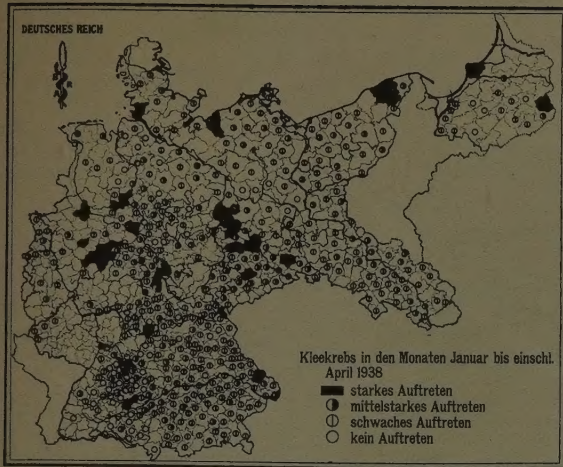 DEUTSCHES REICH
Kleekrebs in den Monaten Januar bis einschl.
April 1938
starkes Auftreten
mittelstarkes Auftreten
schwaches Auftreten
kein Auftreten